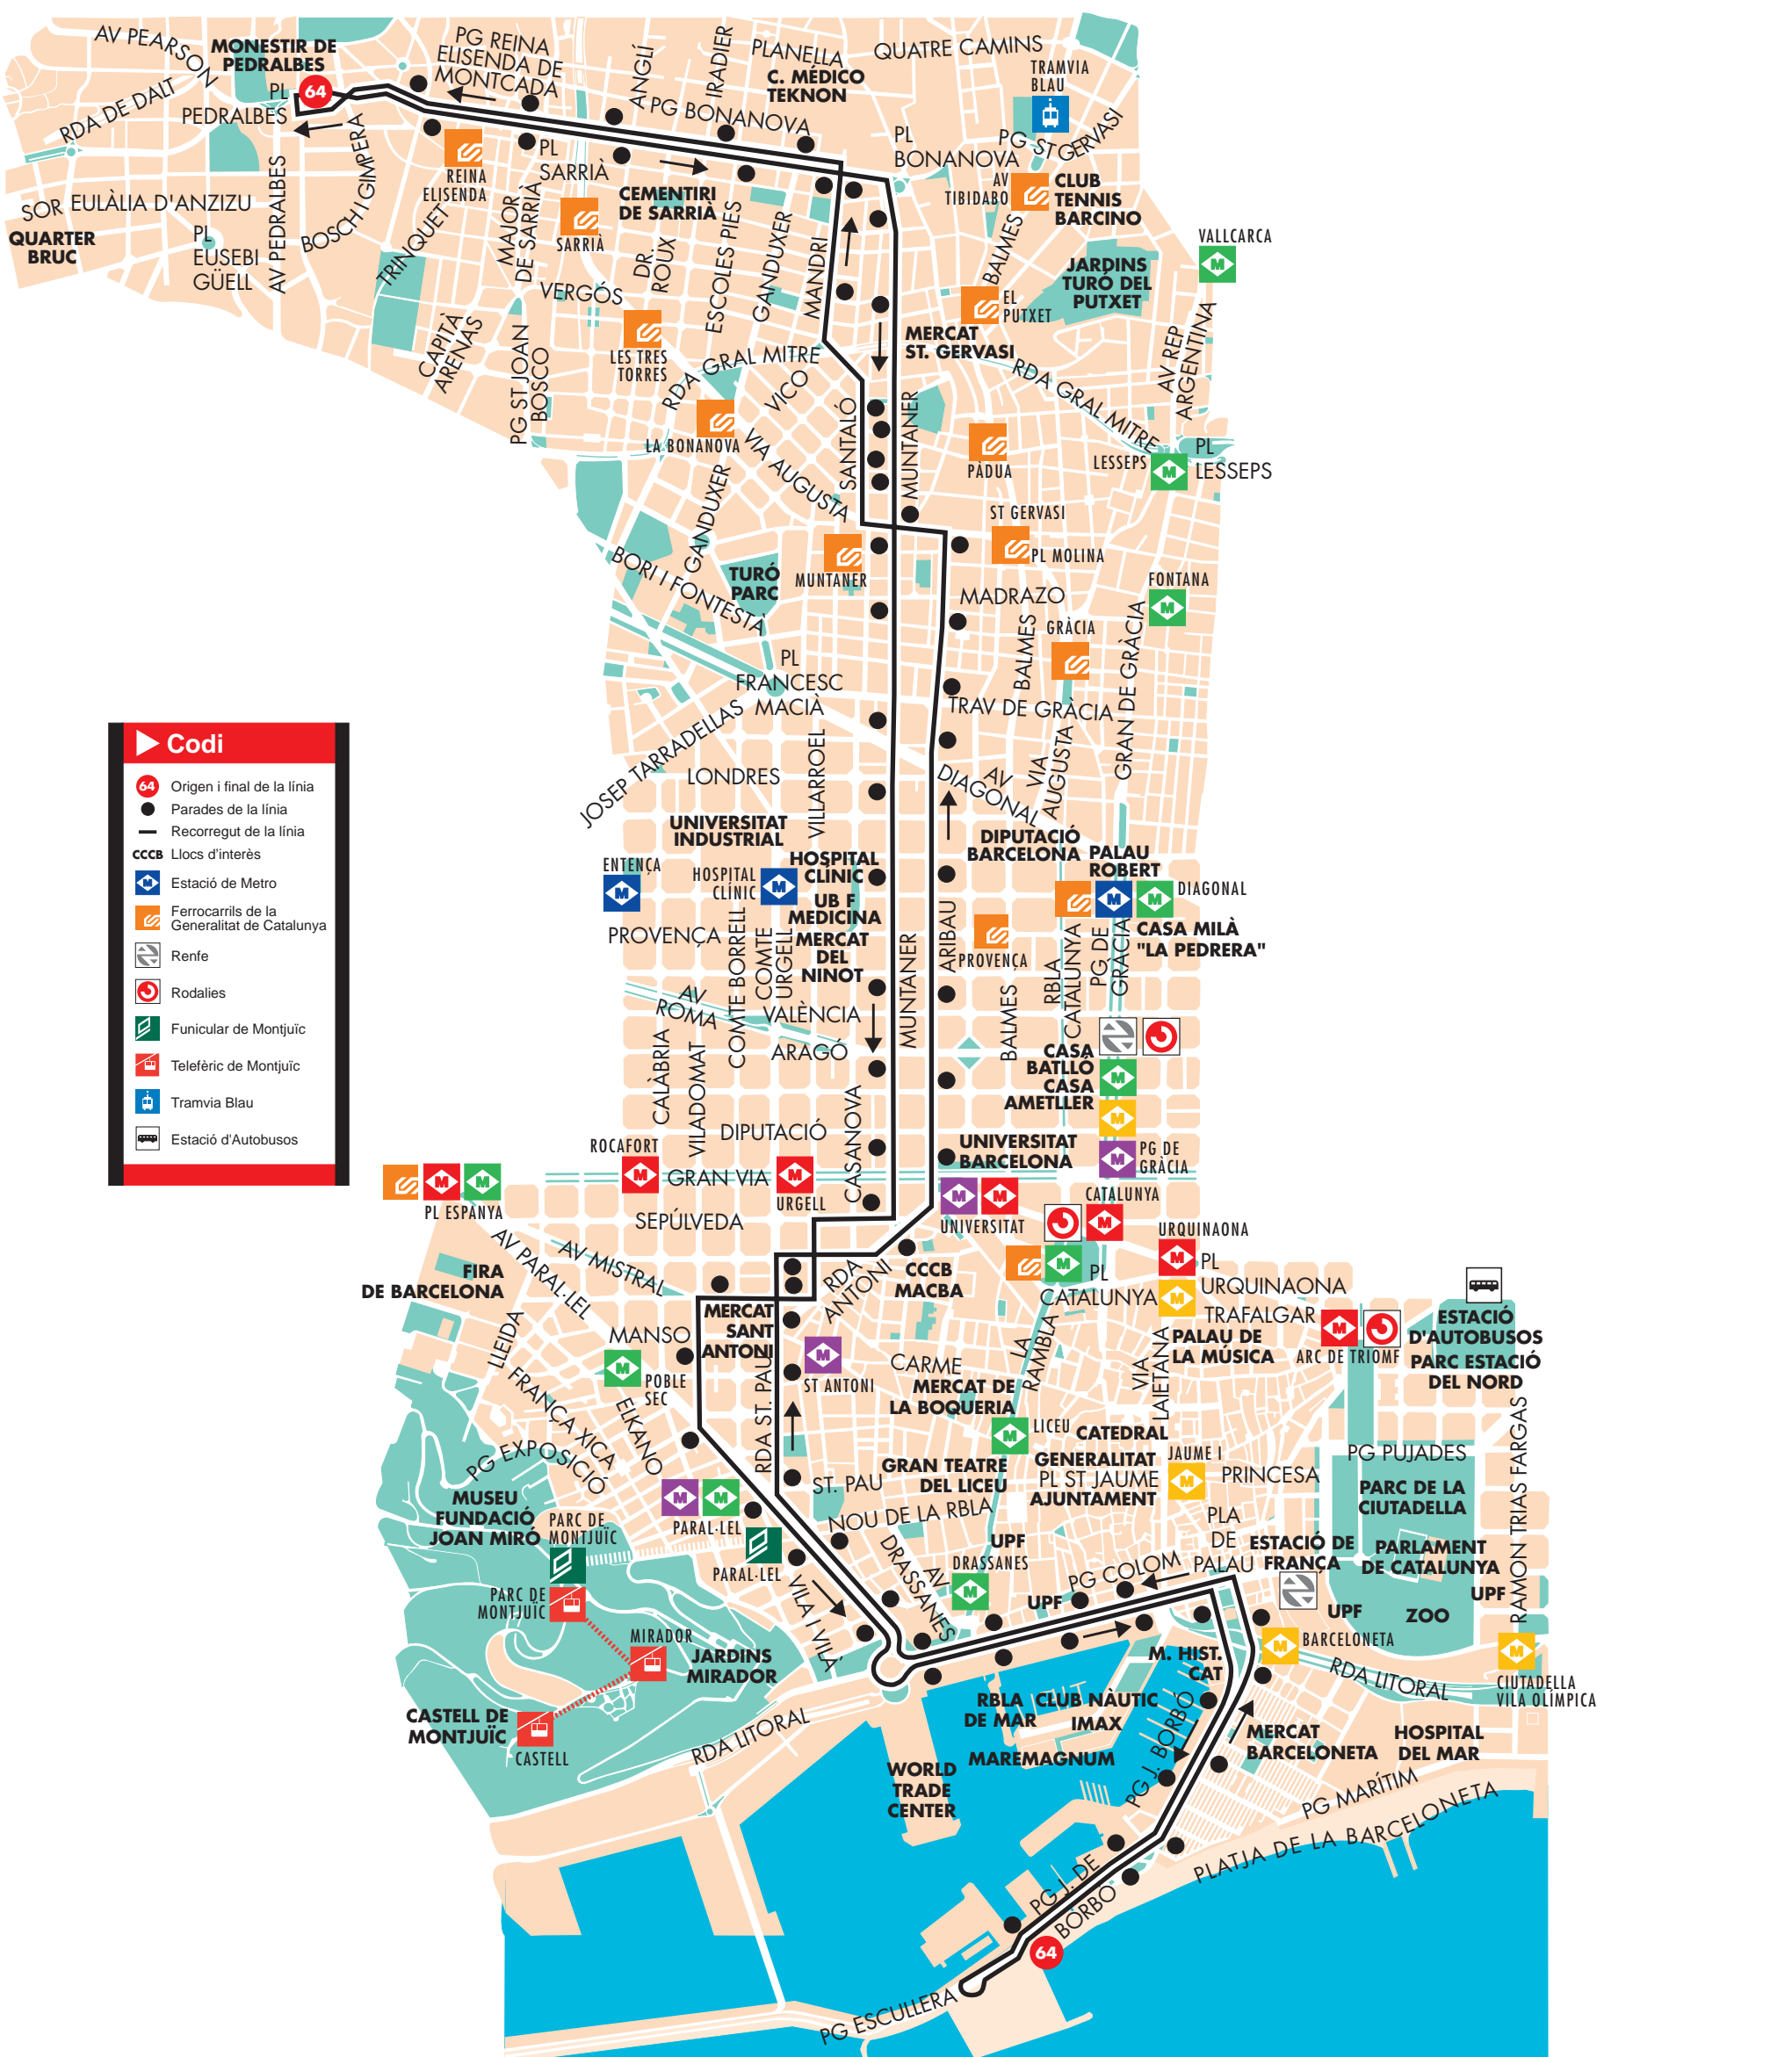 AV PEARSON
MONESTIR DE
PEDRALBES
PG REINA
ELISENDA DE
MONTCADA
ANGLÍ
IRADIER
PLANELLA
QUATRE CAMINS
C. MÉDICO
TEKNON
TRAMVIA
BLAU
RDA DE DALT
PL
PEDRALBES
64
PG BONANOVA
PL
BONANOVA
PG ST GERVASI
BOSCH I GIMPERA
REINA
ELISENDA
PL
SARRIÀ
CEMENTIRI
DE SARRIÀ
AV
TIBIDABO
CLUB
TENNIS
BARCINO
SOR EULÀLIA D'ANZIZU
QUARTER
BRUC
PL
EUSEBI
GÜELL
AV PEDRALBES
TRINQUET
MAJOR
DE SARRIÀ
SARRIÀ
DR.
ROUX
ESCOLES PIES
GANDUXER
MANDRI
BALMES
JARDINS
TURÓ DEL
PUTXET
VALLCARCA
VERGÓS
EL
PUTXET
CAPITÀ
ARENAS
PG ST JOAN
BOSCO
LES TRES
TORRES
RDA GRAL MITRE
MERCAT
ST. GERVASI
VICO
RDA GRAL MITRE
AV REP
ARGENTINA
LA BONANOVA
VIA AUGUSTA
SANTALÓ
MUNTANER
PÀDUA
LESSEPS
PL
LESSEPS
GANDUXER
ST GERVASI
PL MOLINA
BORI I FONTESTÀ
TURÓ
PARC
MUNTANER
MADRAZO
FONTANA
BALMES
GRÀCIA
GRAN DE GRÀCIA
PL
FRANCESC
MACIÀ
TRAV DE GRÀCIA
JOSEP TARRADELLAS
LONDRES
VILLARROEL
AV
DIAGONAL
VIA
AUGUSTA
Codi
64 Origen i final de la línia
Parades de la línia
Recorregut de la línia
CCCB Llocs d'interès
M Estació de Metro
Ferrocarrils de la
Generalitat de Catalunya
Renfe
Rodalies
Funicular de Montjuïc
Telefèric de Montjuïc
Tramvia Blau
Estació d'Autobusos
UNIVERSITAT
INDUSTRIAL
DIPUTACIÓ
BARCELONA
PALAU
ROBERT
ENTENÇA
HOSPITAL
CLÍNIC
HOSPITAL
CLÍNIC
UB F
MEDICINA
DIAGONAL
CASA MILÀ
"LA PEDRERA"
PROVENÇA
COMTE BORRELL
COMTE
URGELL
MERCAT
DEL
NINOT
MUNTANER
ARIBAU
PROVENÇA
RBLA
CATALUNYA
PG DE
GRÀCIA
AV
ROMA
VALÈNCIA
ARAGÓ
BALMES
CASA
BATLLÓ
CASA
AMETLLER
CALÀBRIA
VILADOMAT
DIPUTACIÓ
CASANOVA
UNIVERSITAT
BARCELONA
PG DE
GRÀCIA
ROCAFORT
GRAN VIA
URGELL
PL ESPANYA
SEPÚLVEDA
UNIVERSITAT
CATALUNYA
URQUINAONA
AV PARAL·LEL
AV MISTRAL
FIRA
DE BARCELONA
RDA
ANTONI
CCCB
MACBA
PL
CATALUNYA
PL
URQUINAONA
TRAFALGAR
ESTACIÓ
D'AUTOBUSOS
MERCAT
SANT
ANTONI
MANSO
POBLE
SEC
LLEIDA
RDA ST. PAU
ST ANTONI
CARME
LA
RAMBLA
VIA
LAIETANA
PALAU DE
LA MÚSICA
ARC DE TRIOMF
PARC ESTACIÓ
DEL NORD
FRANÇA XICA
ELKANO
MERCAT DE
LA BOQUERIA
LICEU
CATEDRAL
PG EXPOSICIÓ
GRAN TEATRE
DEL LICEU
GENERALITAT
PL ST JAUME
AJUNTAMENT
JAUME I
PRINCESA
PG PUJADES
PARC DE LA
CIUTADELLA
RAMON TRIAS FARGAS
MUSEU
FUNDACIÓ
JOAN MIRÓ
PARC DE
MONTJUÏC
PARAL·LEL
ST. PAU
NOU DE LA RBLA
PARAL·LEL
DRASSANES
AV
UPF
DRASSANES
PLA
DE
PALAU
ESTACIÓ DE
FRANÇA
PARLAMENT
DE CATALUNYA
UPF
PG COLOM
UPF
UPF
ZOO
PARC DE
MONTJUÏC
VILA I VILÀ
MIRADOR
JARDINS
MIRADOR
M. HIST.
CAT
BARCELONETA
RDA LITORAL
CIUTADELLA
VILA OLÍMPICA
CASTELL DE
MONTJUÏC
CASTELL
RDA LITORAL
RBLA
DE MAR
CLUB NÀUTIC
IMAX
MAREMAGNUM
PG J. BORBÓ
MERCAT
BARCELONETA
HOSPITAL
DEL MAR
WORLD
TRADE
CENTER
PG MARÍTIM
PLATJA DE LA BARCELONETA
PG J. DE
BORBO
64
PG ESCULLERA